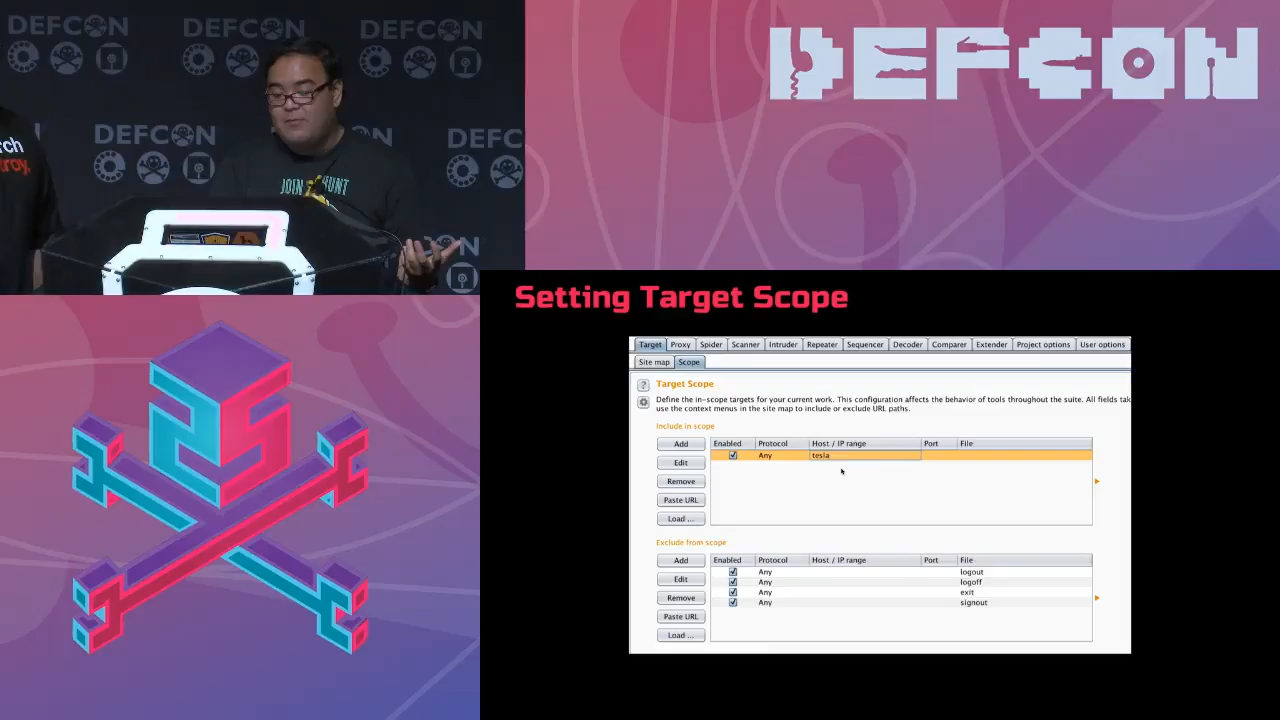 DEFCON
DEFCON DEFCON DEFCON
DEFCON DEFC
rch
troy.
JOIN HUNT
CON
Setting Target Scope
Target Proxy Spider Scanner Intruder Repeater Sequencer Decoder Comparer Extender Project options User options
Site map Scope
?
Target Scope
Define the in-scope targets for your current work. This configuration affects the behavior of tools throughout the suite. All fields tak
use the context menus in the site map to include or exclude URL paths.
Include in scope
Add Enabled Protocol Host / IP range Port File
Any tesla
Edit
Remove
Paste URL
Load ...
Exclude from scope
Add Enabled Protocol Host / IP range Port File
Any logout
Edit Any logoff
Any exit
Remove Any signout
Paste URL
Load ...